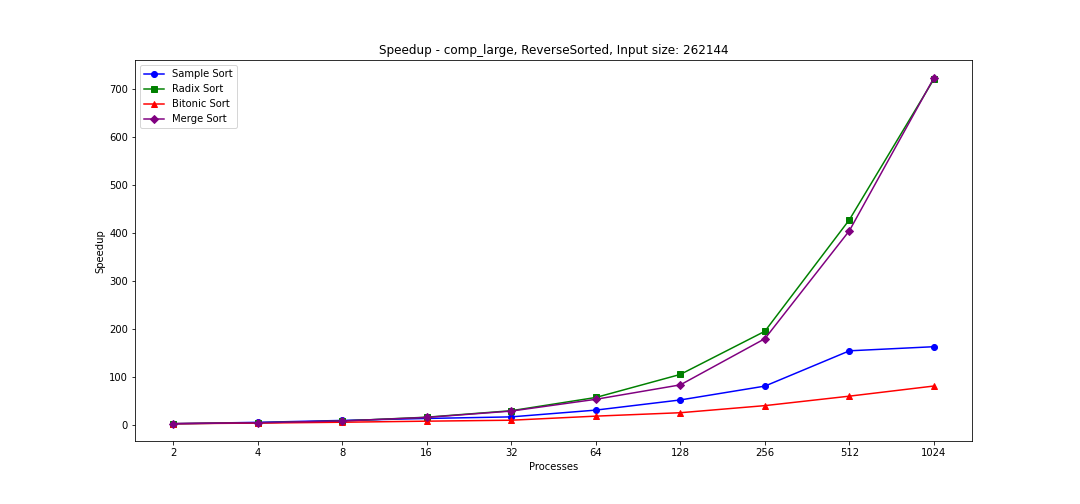 Speedup - comp_large, ReverseSorted, Input size: 262144
Sample Sort
Radix Sort
Bitonic Sort
Merge Sort
Speedup
700
600
500
400
300
200
100
0
2 4 8 16 32 64 128 256 512 1024
Processes